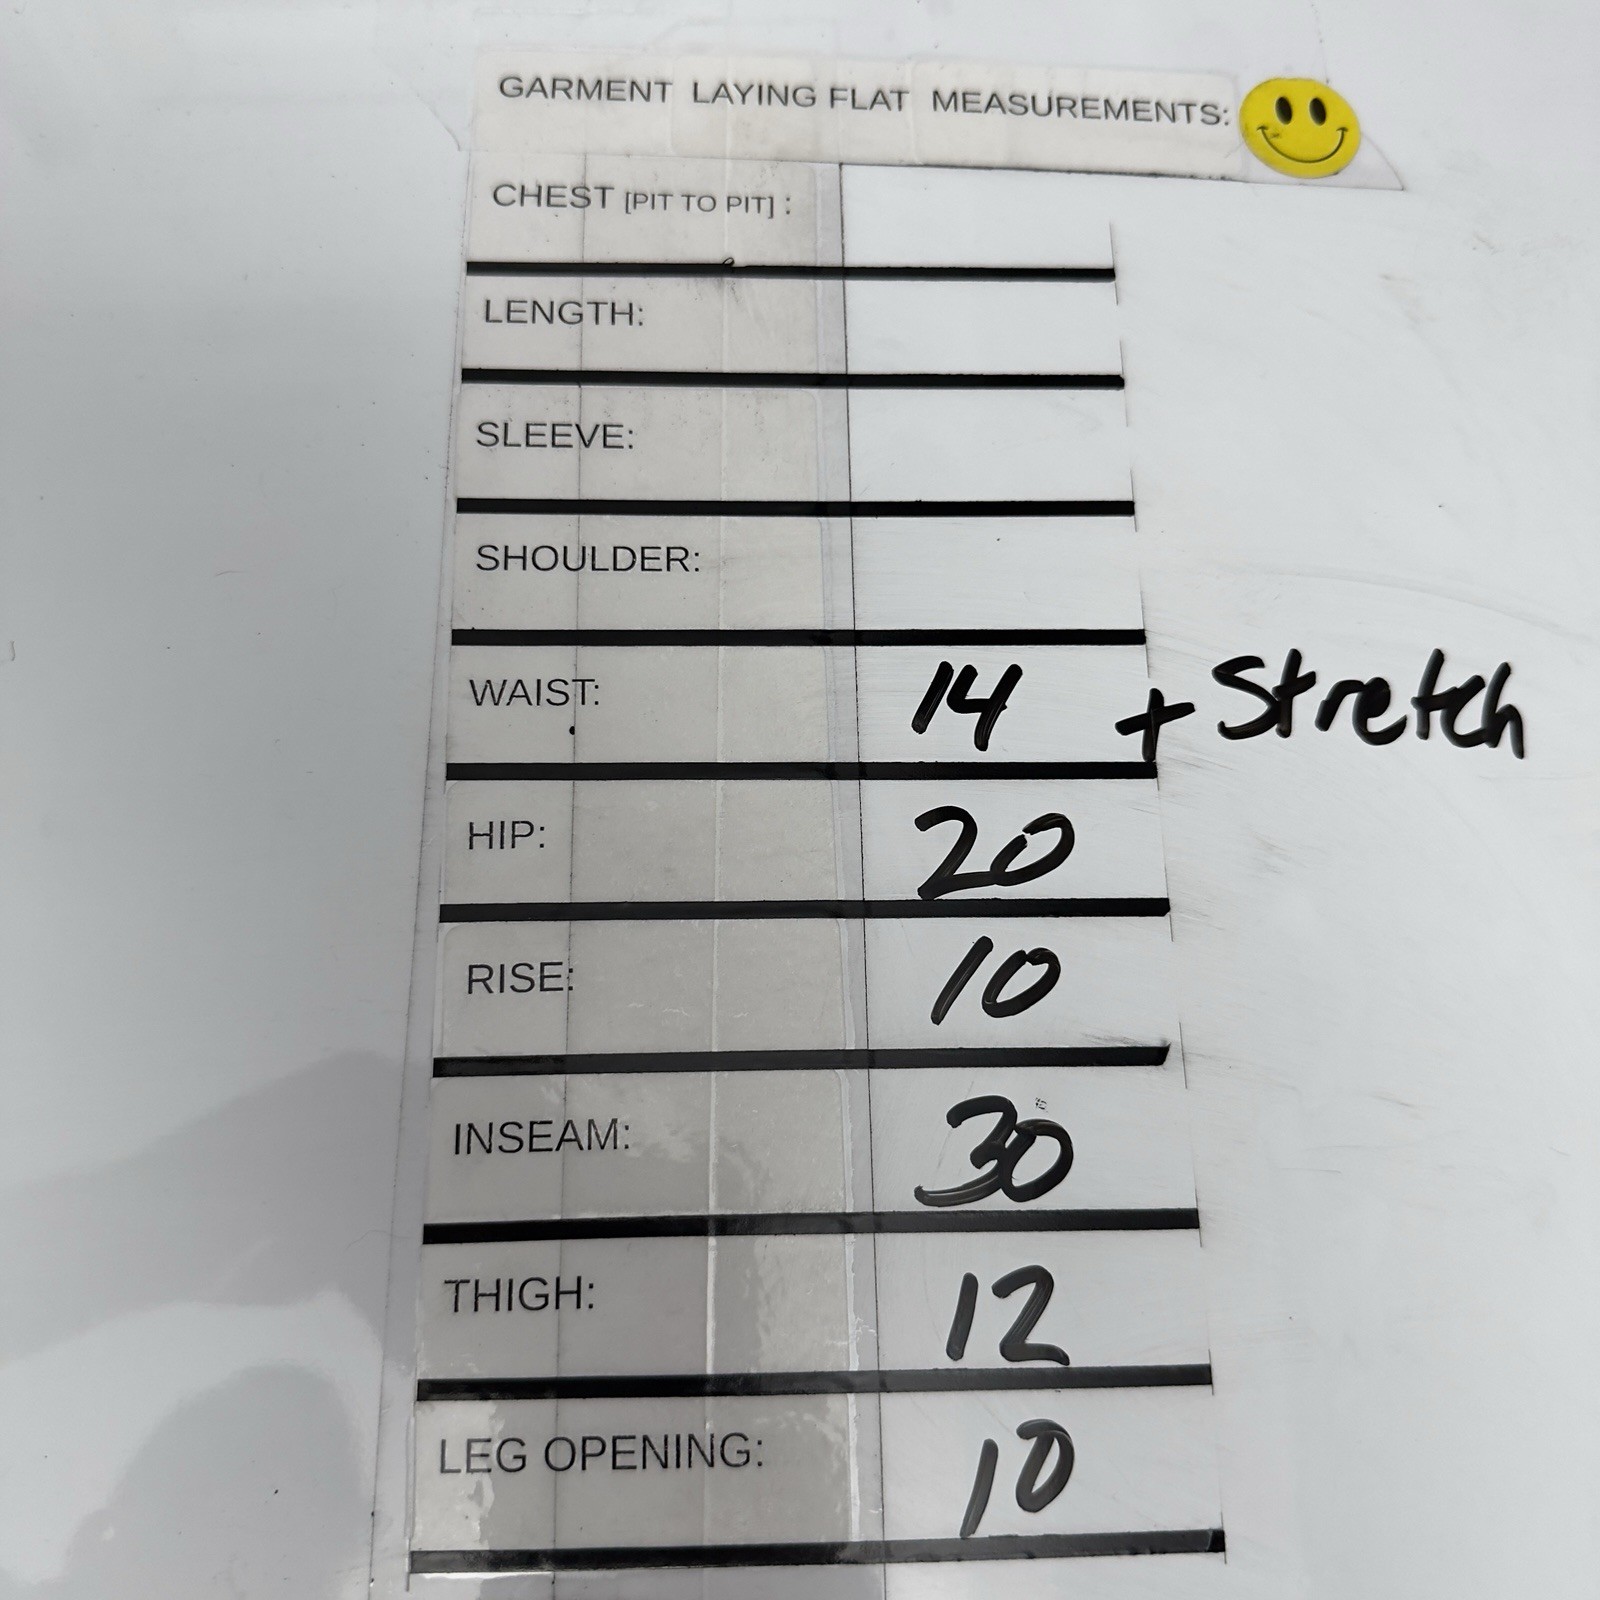 GARMENT LAYING FLAT MEASUREMENTS:
CHEST [PIT TO PIT] :
LENGTH:
SLEEVE:
SHOULDER:
WAIST: 14 + Stretch
HIP: 20
RISE: 10
INSEAM: 30
THIGH: 12
LEG OPENING: 10